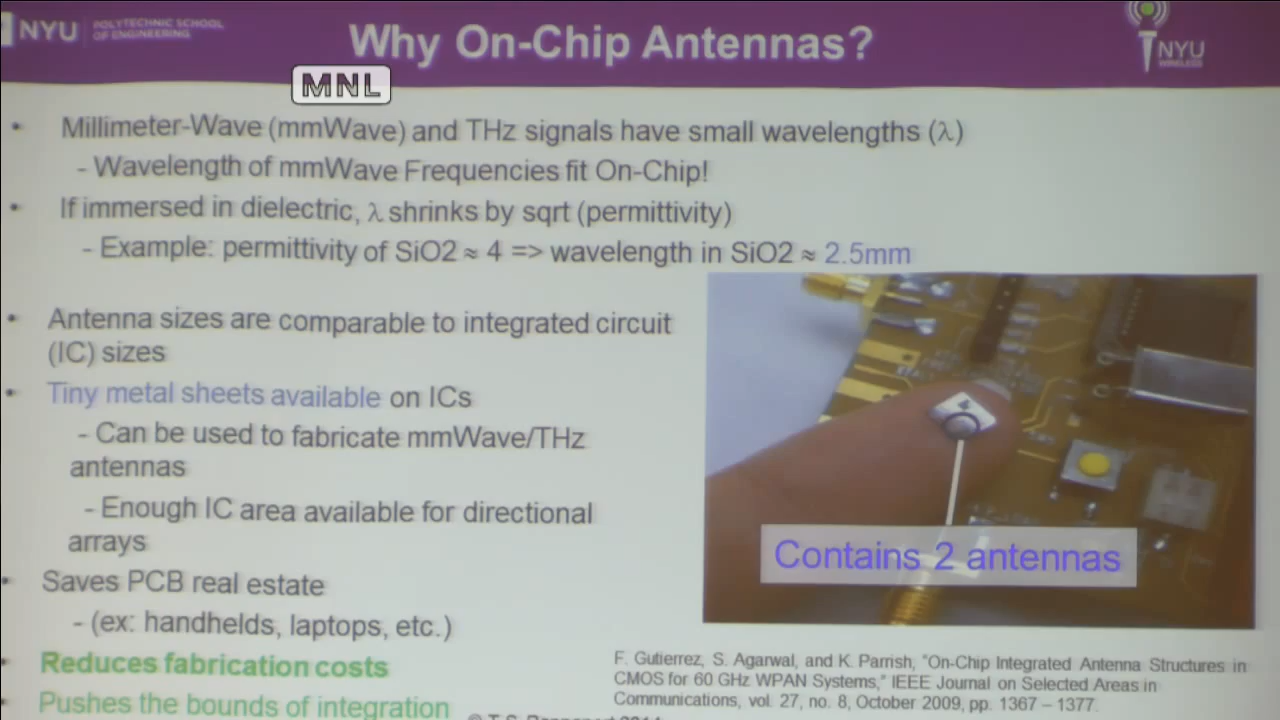 NYU POLYTECHNIC SCHOOL
OF ENGINEERING
Why On-Chip Antennas?
NYU
WIRELESS
MNL
• Millimeter-Wave (mmWave) and THz signals have small wavelengths (λ)
- Wavelength of mmWave Frequencies fit On-Chip!
• If immersed in dielectric, λ shrinks by sqrt (permittivity)
- Example: permittivity of SiO2 ≈ 4 => wavelength in SiO2 ≈ 2.5mm
• Antenna sizes are comparable to integrated circuit
(IC) sizes
• Tiny metal sheets available on ICs
- Can be used to fabricate mmWave/THz
antennas
- Enough IC area available for directional
arrays
• Saves PCB real estate
- (ex: handhelds, laptops, etc.)
• Reduces fabrication costs
• Pushes the bounds of integration
Contains 2 antennas
F. Gutierrez, S. Agarwal, and K. Parrish, "On-Chip Integrated Antenna Structures in
CMOS for 60 GHz WPAN Systems," IEEE Journal on Selected Areas in
Communications, vol. 27, no. 8, October 2009, pp. 1367 – 1377.